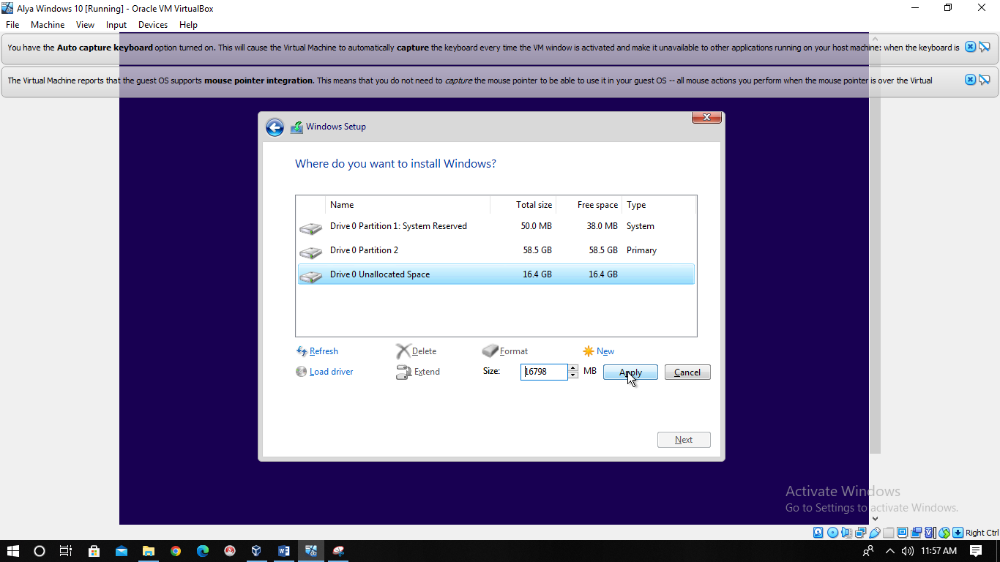 Alya Windows 10 [Running] - Oracle VM VirtualBox
File Machine View Input Devices Help
You have the Auto capture keyboard option turned on. This will cause the Virtual Machine to automatically capture the keyboard every time the VM window is activated and make it unavailable to other applications running on your host machine: when the keyboard is
The Virtual Machine reports that the guest OS supports mouse pointer integration. This means that you do not need to capture the mouse pointer to be able to use it in your guest OS -- all mouse actions you perform when the mouse pointer is over the Virtual
Windows Setup
Where do you want to install Windows?
Name Total size Free space Type
Drive 0 Partition 1: System Reserved 50.0 MB 38.0 MB System
Drive 0 Partition 2 58.5 GB 58.5 GB Primary
Drive 0 Unallocated Space 16.4 GB 16.4 GB
Refresh Delete Format New
Load driver Extend Size: 16798 MB Apply Cancel
Next
Activate Windows
Go to Settings to activate Windows.
Right Ctrl
11:57 AM